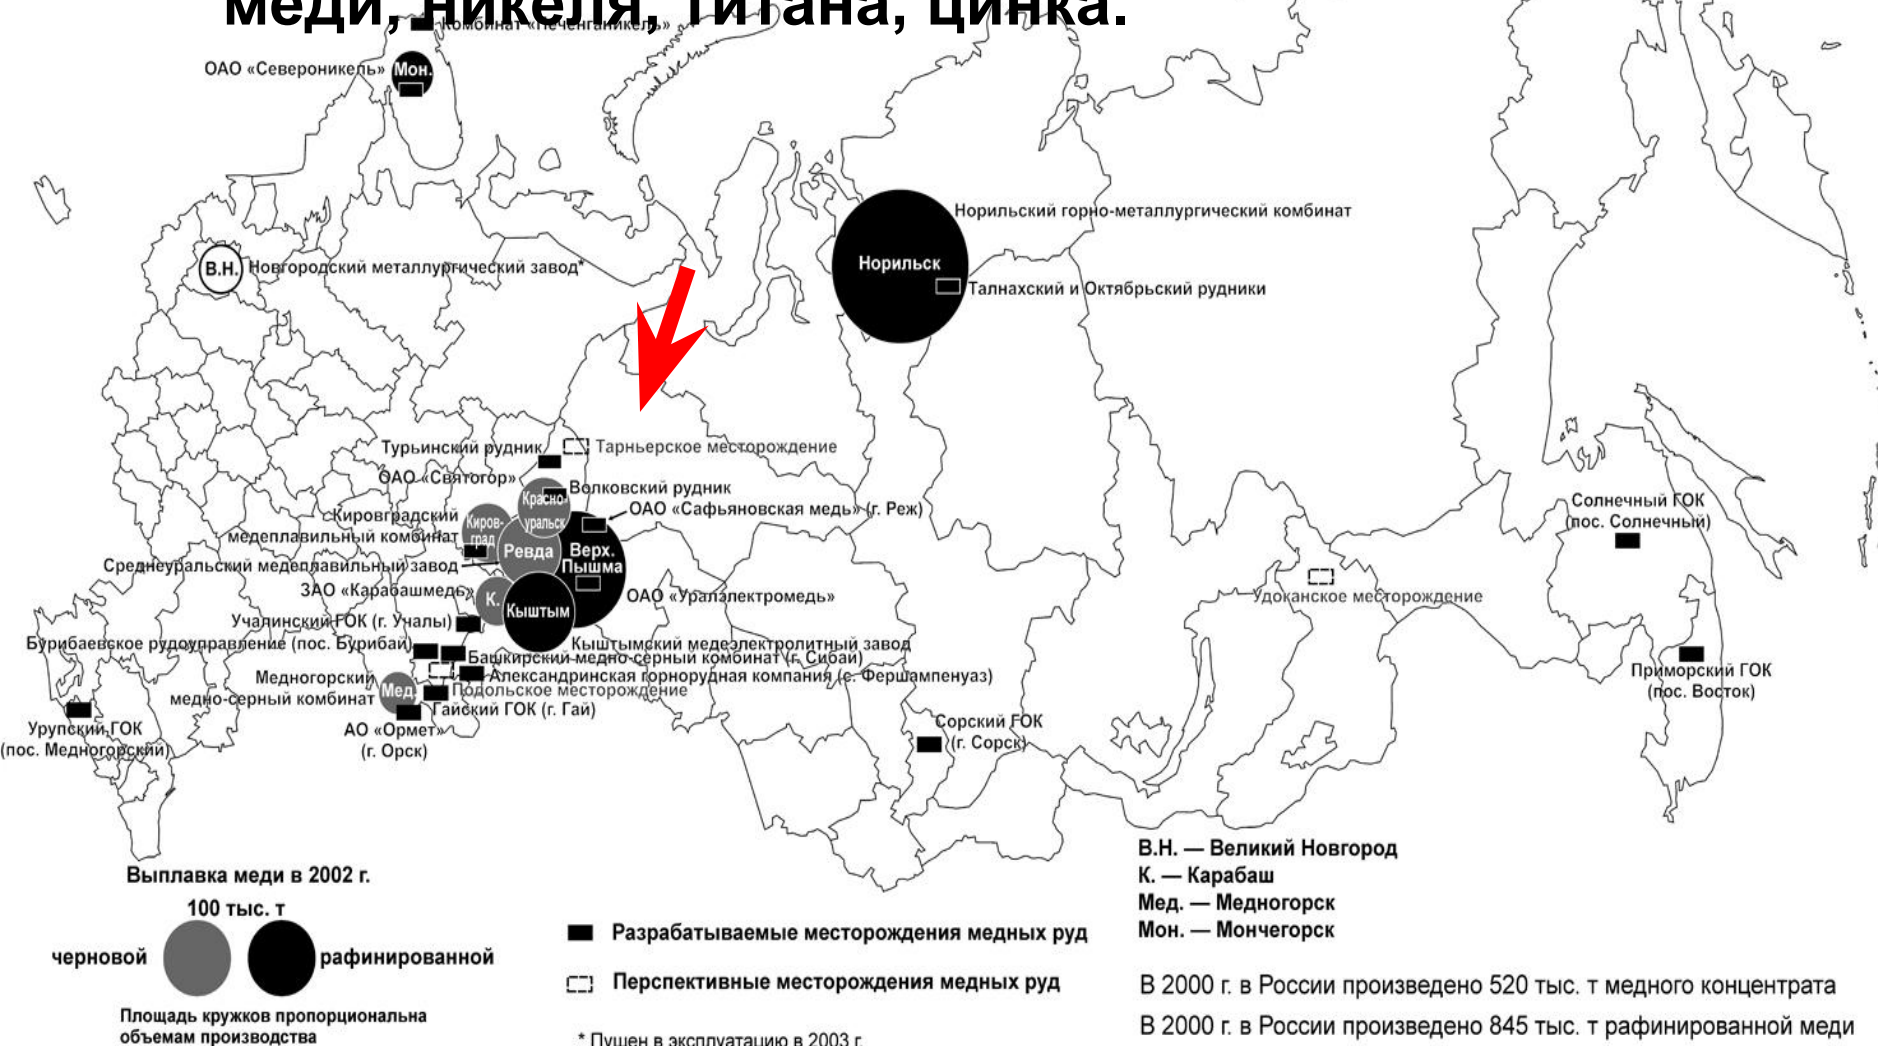 меди, никеля, титана, цинка.
Комбинат «Печенганикель»
ОАО «Североникель»
Мон.
Норильский горно-металлургический комбинат
В.Н.
Новгородский металлургический завод*
Норильск
Талнахский и Октябрьский рудники
Турьинский рудник
Тарньерское месторождение
ОАО «Святогор»
Волковский рудник
Красно-
уральск
ОАО «Сафьяновская медь» (г. Реж)
Кировградский
медеплавильный комбинат
Киров-
град
Ревда
Верх.
Пышма
Среднеуральский медеплавильный завод
ЗАО «Карабашмедь»
К.
Кыштым
ОАО «Уралэлектромедь»
Учалинский ГОК (г. Учалы)
Бурибаевское рудоуправление (пос. Бурибай)
Кыштымский медеэлектролитный завод
Башкирский медно-серный комбинат (г. Сибай)
Александринская горнорудная компания (с. Фершампенуаз)
Медногорский
медно-серный комбинат
Мед.
Подольское месторождение
Гайский ГОК (г. Гай)
АО «Ормет»
(г. Орск)
Урупский ГОК
(пос. Медногорский)
Сорский ГОК
(г. Сорск)
Удоканское месторождение
Солнечный ГОК
(пос. Солнечный)
Приморский ГОК
(пос. Восток)
Выплавка меди в 2002 г.
100 тыс. т
черновой
рафинированной
Площадь кружков пропорциональна
объемам производства
Разрабатываемые месторождения медных руд
Перспективные месторождения медных руд
* Пущен в эксплуатацию в 2003 г.
В.Н. — Великий Новгород
К. — Карабаш
Мед. — Медногорск
Мон. — Мончегорск
В 2000 г. в России произведено 520 тыс. т медного концентрата
В 2000 г. в России произведено 845 тыс. т рафинированной меди